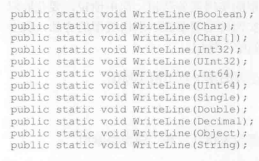 public static void WriteLine(Boolean);
public static void WriteLine(Char);
public static void WriteLine(Char[]);
public static void WriteLine(Int32);
public static void WriteLine(UInt32);
public static void WriteLine(Int64);
public static void WriteLine(UInt64);
public static void WriteLine(Single);
public static void WriteLine(Double);
public static void WriteLine(Decimal);
public static void WriteLine(Object);
public static void WriteLine(String);